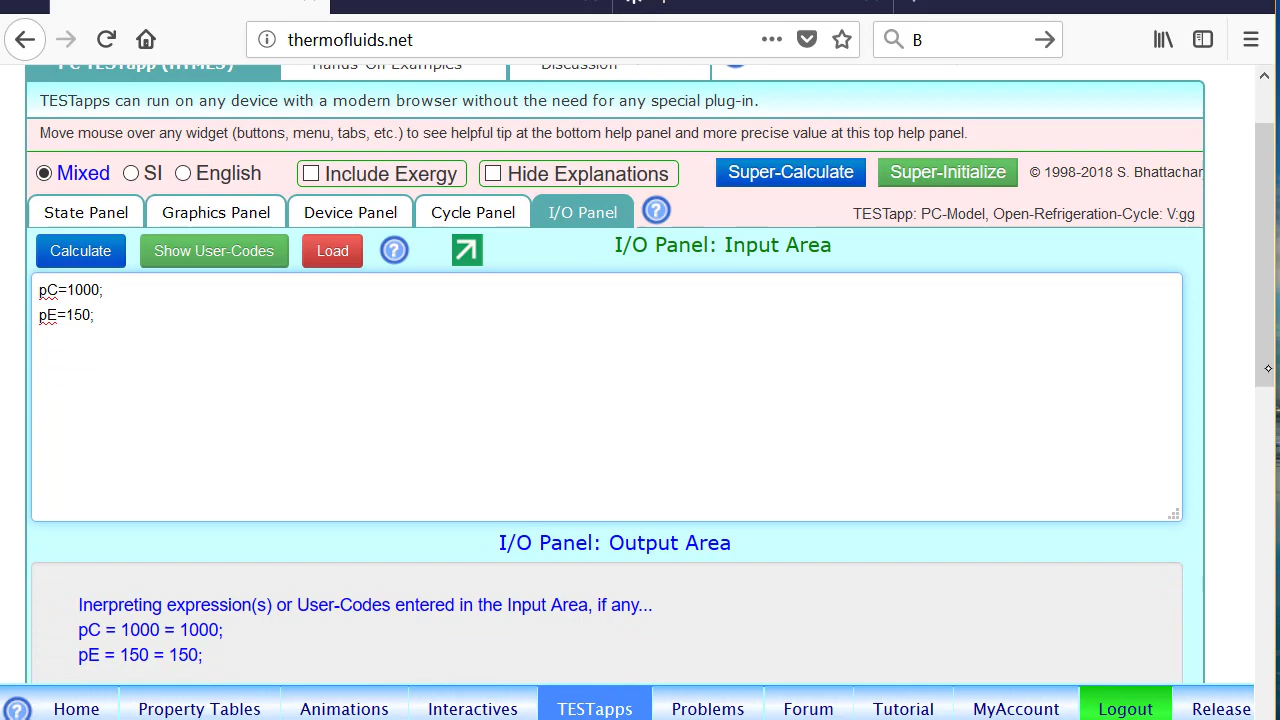 thermofluids.net
B
PC TESTapp (HTML5)
Hands-On Examples
Discussion
TESTapps can run on any device with a modern browser without the need for any special plug-in.
Move mouse over any widget (buttons, menu, tabs, etc.) to see helpful tip at the bottom help panel and more precise value at this top help panel.
Mixed SI English Include Exergy Hide Explanations Super-Calculate Super-Initialize © 1998-2018 S. Bhattachar
State Panel Graphics Panel Device Panel Cycle Panel I/O Panel ? TESTapp: PC-Model, Open-Refrigeration-Cycle: V:gg
Calculate Show User-Codes Load ? I/O Panel: Input Area
pC=1000;
pE=150;
I/O Panel: Output Area
Inerpreting expression(s) or User-Codes entered in the Input Area, if any...
pC = 1000 = 1000;
pE = 150 = 150;
? Home Property Tables Animations Interactives TESTapps Problems Forum Tutorial MyAccount Logout Release